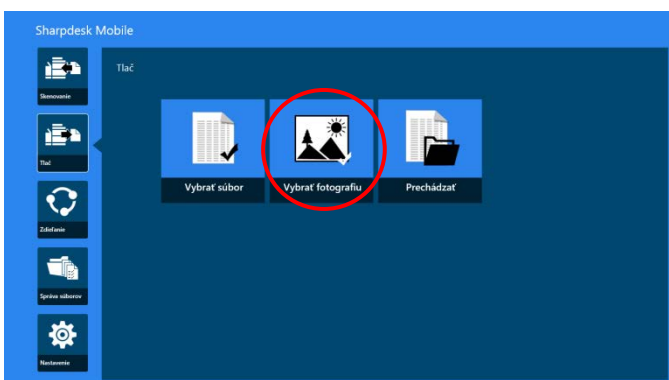 Sharpdesk Mobile
Skenovanie
Tlač
Zdieľanie
Správa súborov
Nastavenie
Tlač
Vybrať súbor
Vybrať fotografiu
Prechádzať